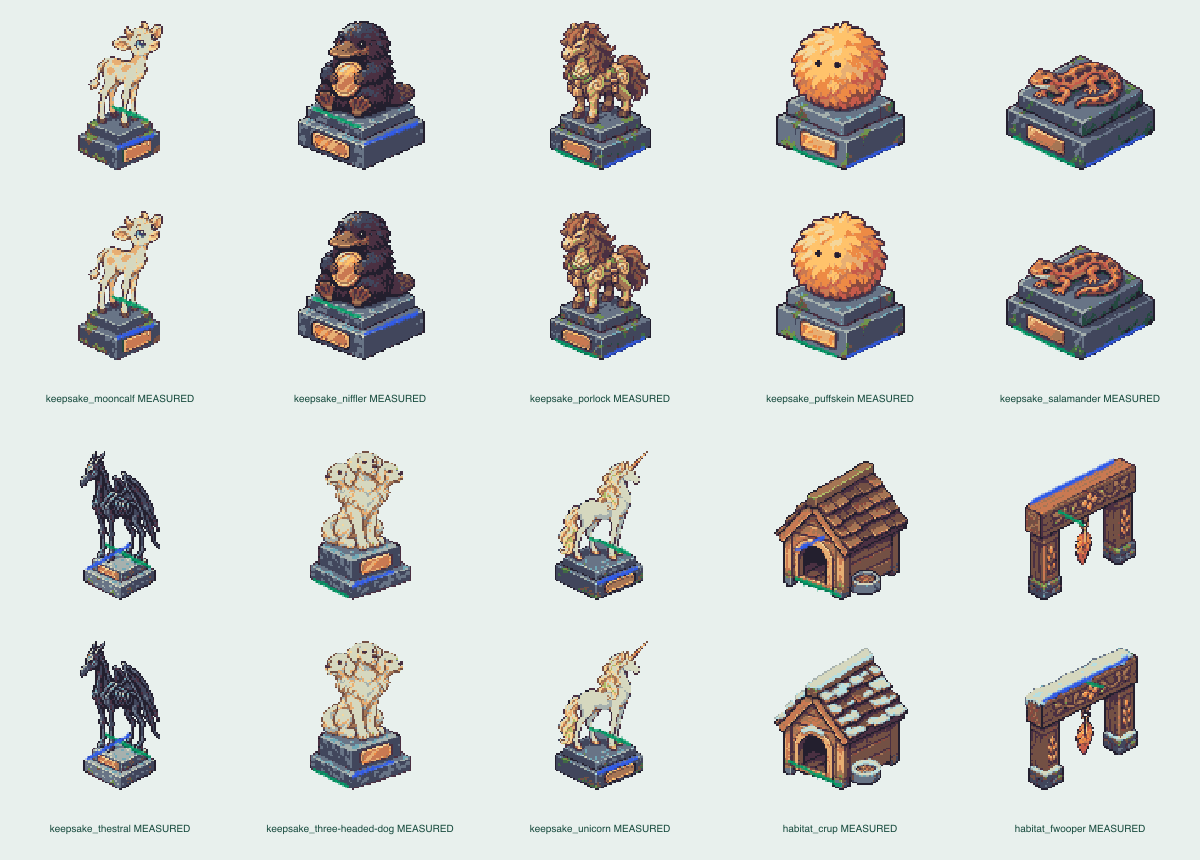 keepsake_mooncalf MEASURED
keepsake_niffler MEASURED
keepsake_porlock MEASURED
keepsake_puffskein MEASURED
keepsake_salamander MEASURED
keepsake_thestral MEASURED
keepsake_three-headed-dog MEASURED
keepsake_unicorn MEASURED
habitat_crup MEASURED
habitat_fwooper MEASURED